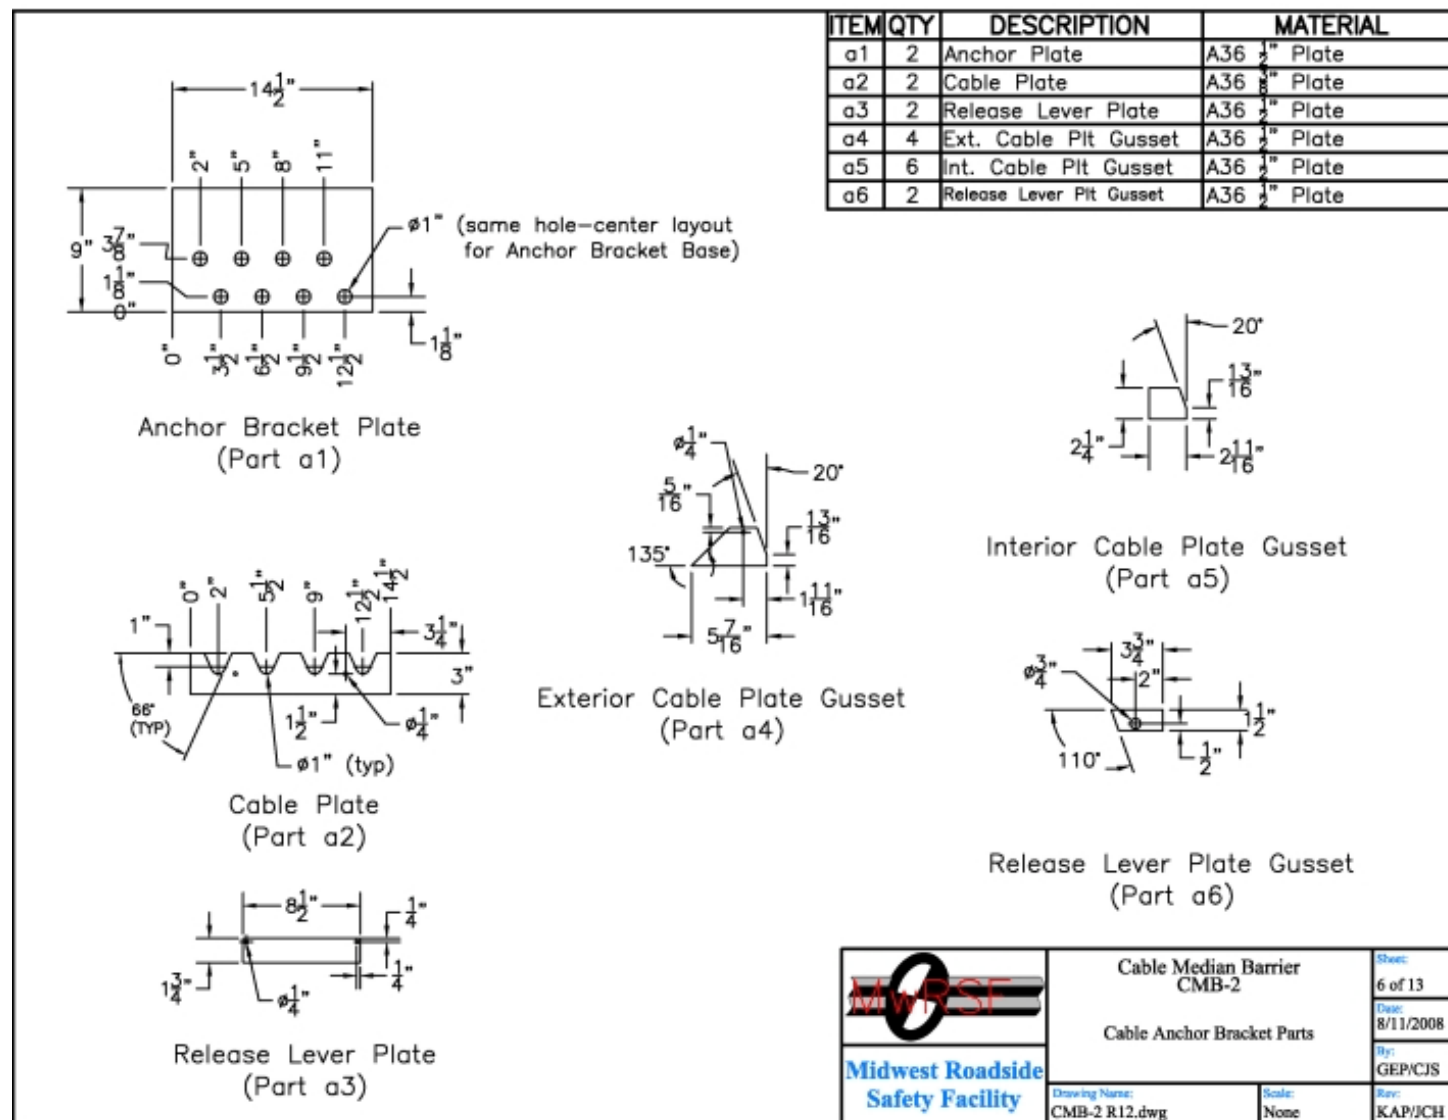 ITEM QTY DESCRIPTION MATERIAL
a1 2 Anchor Plate A36 1/2" Plate
a2 2 Cable Plate A36 3/8" Plate
a3 2 Release Lever Plate A36 1/2" Plate
a4 4 Ext. Cable Plt Gusset A36 1/2" Plate
a5 6 Int. Cable Plt Gusset A36 1/2" Plate
a6 2 Release Lever Plt Gusset A36 1/2" Plate
14 1/2"
2" 5" 8" 11"
9" 3 7/8"
1 1/8"
0"
ø1" (same hole-center layout
for Anchor Bracket Base)
1 1/8"
0" 3 1/2" 6 1/2" 9 1/2" 12 1/2"
Anchor Bracket Plate
(Part a1)
0" 2" 5 1/2" 9" 12 1/2" 14 1/2"
1"
3 1/4"
3"
66°
(TYP)
1 1/2"
ø1/4"
ø1" (typ)
Cable Plate
(Part a2)
8 1/2"
1/4"
1 3/4"
ø1/4"
1/4"
Release Lever Plate
(Part a3)
ø1/4"
20°
5/16"
13/16"
135°
1 11/16"
5 7/16"
Exterior Cable Plate Gusset
(Part a4)
20°
13/16"
2 1/4"
2 11/16"
Interior Cable Plate Gusset
(Part a5)
3 3/4"
ø3/4"
2"
1 1/2"
110°
1/2"
Release Lever Plate Gusset
(Part a6)
MwRSF
Midwest Roadside
Safety Facility
Cable Median Barrier
CMB-2
Cable Anchor Bracket Parts
Drawing Name:
CMB-2 R12.dwg
Scale:
None
Sheet:
6 of 13
Date:
8/11/2008
By:
GEP/CJS
Rev:
KAP/JCH